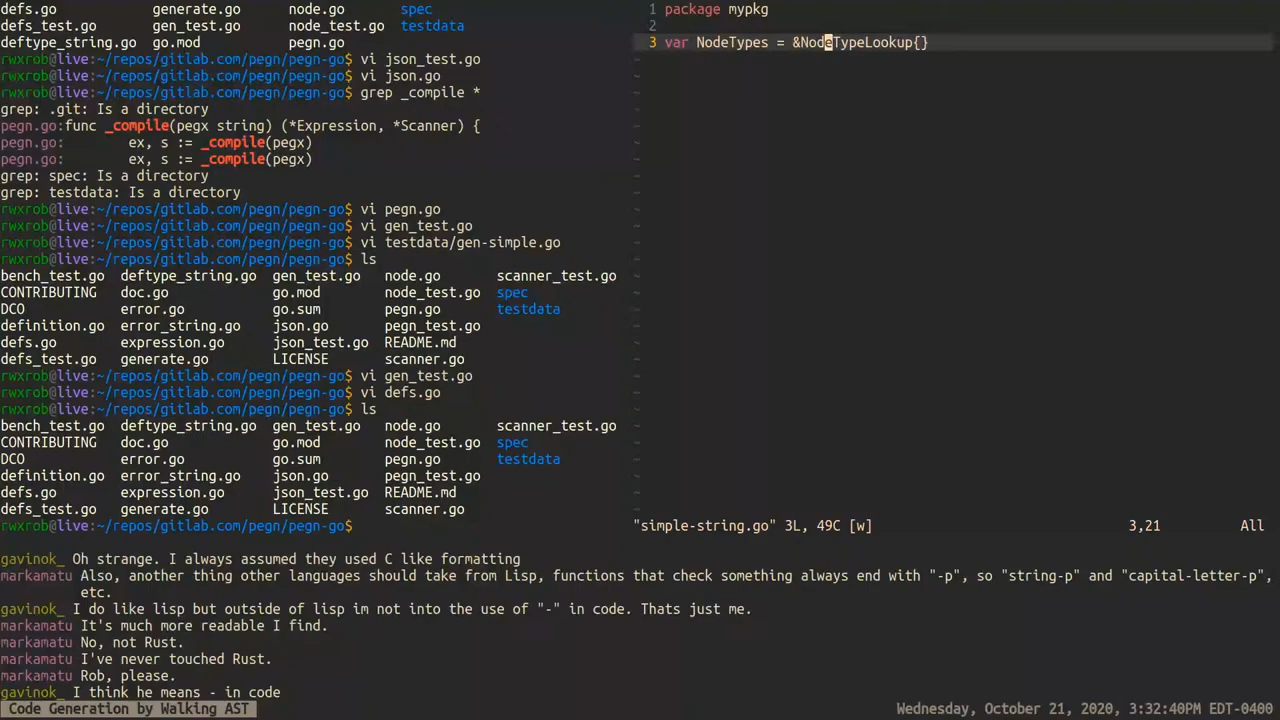 defs.go generate.go node.go spec
defs_test.go gen_test.go node_test.go testdata
deftype_string.go go.mod pegn.go
rwxrob@live:~/repos/gitlab.com/pegn/pegn-go$ vi json_test.go
rwxrob@live:~/repos/gitlab.com/pegn/pegn-go$ vi json.go
rwxrob@live:~/repos/gitlab.com/pegn/pegn-go$ grep _compile *
grep: .git: Is a directory
pegn.go:func _compile(pegx string) (*Expression, *Scanner) {
pegn.go: ex, s := _compile(pegx)
pegn.go: ex, s := _compile(pegx)
grep: spec: Is a directory
grep: testdata: Is a directory
rwxrob@live:~/repos/gitlab.com/pegn/pegn-go$ vi pegn.go
rwxrob@live:~/repos/gitlab.com/pegn/pegn-go$ vi gen_test.go
rwxrob@live:~/repos/gitlab.com/pegn/pegn-go$ vi testdata/gen-simple.go
rwxrob@live:~/repos/gitlab.com/pegn/pegn-go$ ls
bench_test.go deftype_string.go gen_test.go node.go scanner_test.go
CONTRIBUTING doc.go go.mod node_test.go spec
DCO error.go go.sum pegn.go testdata
definition.go error_string.go json.go pegn_test.go
defs.go expression.go json_test.go README.md
defs_test.go generate.go LICENSE scanner.go
rwxrob@live:~/repos/gitlab.com/pegn/pegn-go$ vi gen_test.go
rwxrob@live:~/repos/gitlab.com/pegn/pegn-go$ vi defs.go
rwxrob@live:~/repos/gitlab.com/pegn/pegn-go$ ls
bench_test.go deftype_string.go gen_test.go node.go scanner_test.go
CONTRIBUTING doc.go go.mod node_test.go spec
DCO error.go go.sum pegn.go testdata
definition.go error_string.go json.go pegn_test.go
defs.go expression.go json_test.go README.md
defs_test.go generate.go LICENSE scanner.go
rwxrob@live:~/repos/gitlab.com/pegn/pegn-go$
1 package mypkg
2
3 var NodeTypes = &NodeTypeLookup{}
"simple-string.go" 3L, 49C [w] 3,21 All
gavinok_ Oh strange. I always assumed they used C like formatting
markamatu Also, another thing other languages should take from Lisp, functions that check something always end with "-p", so "string-p" and "capital-letter-p",
etc.
gavinok_ I do like lisp but outside of lisp im not into the use of "-" in code. Thats just me.
markamatu It's much more readable I find.
markamatu No, not Rust.
markamatu I've never touched Rust.
markamatu Rob, please.
gavinok_ I think he means - in code
Code Generation by Walking AST Wednesday, October 21, 2020, 3:32:40PM EDT-0400